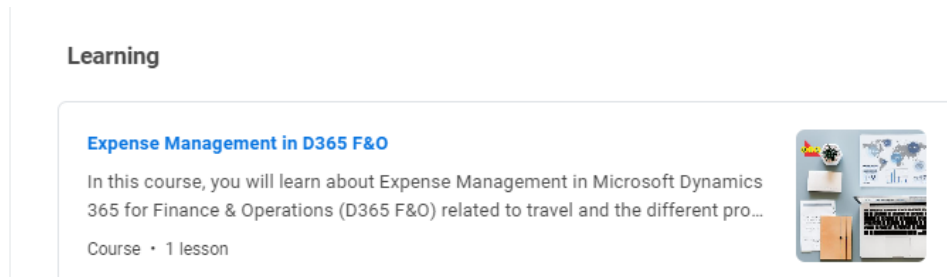 Learning
Expense Management in D365 F&O
In this course, you will learn about Expense Management in Microsoft Dynamics
365 for Finance & Operations (D365 F&O) related to travel and the different pro...
Course • 1 lesson